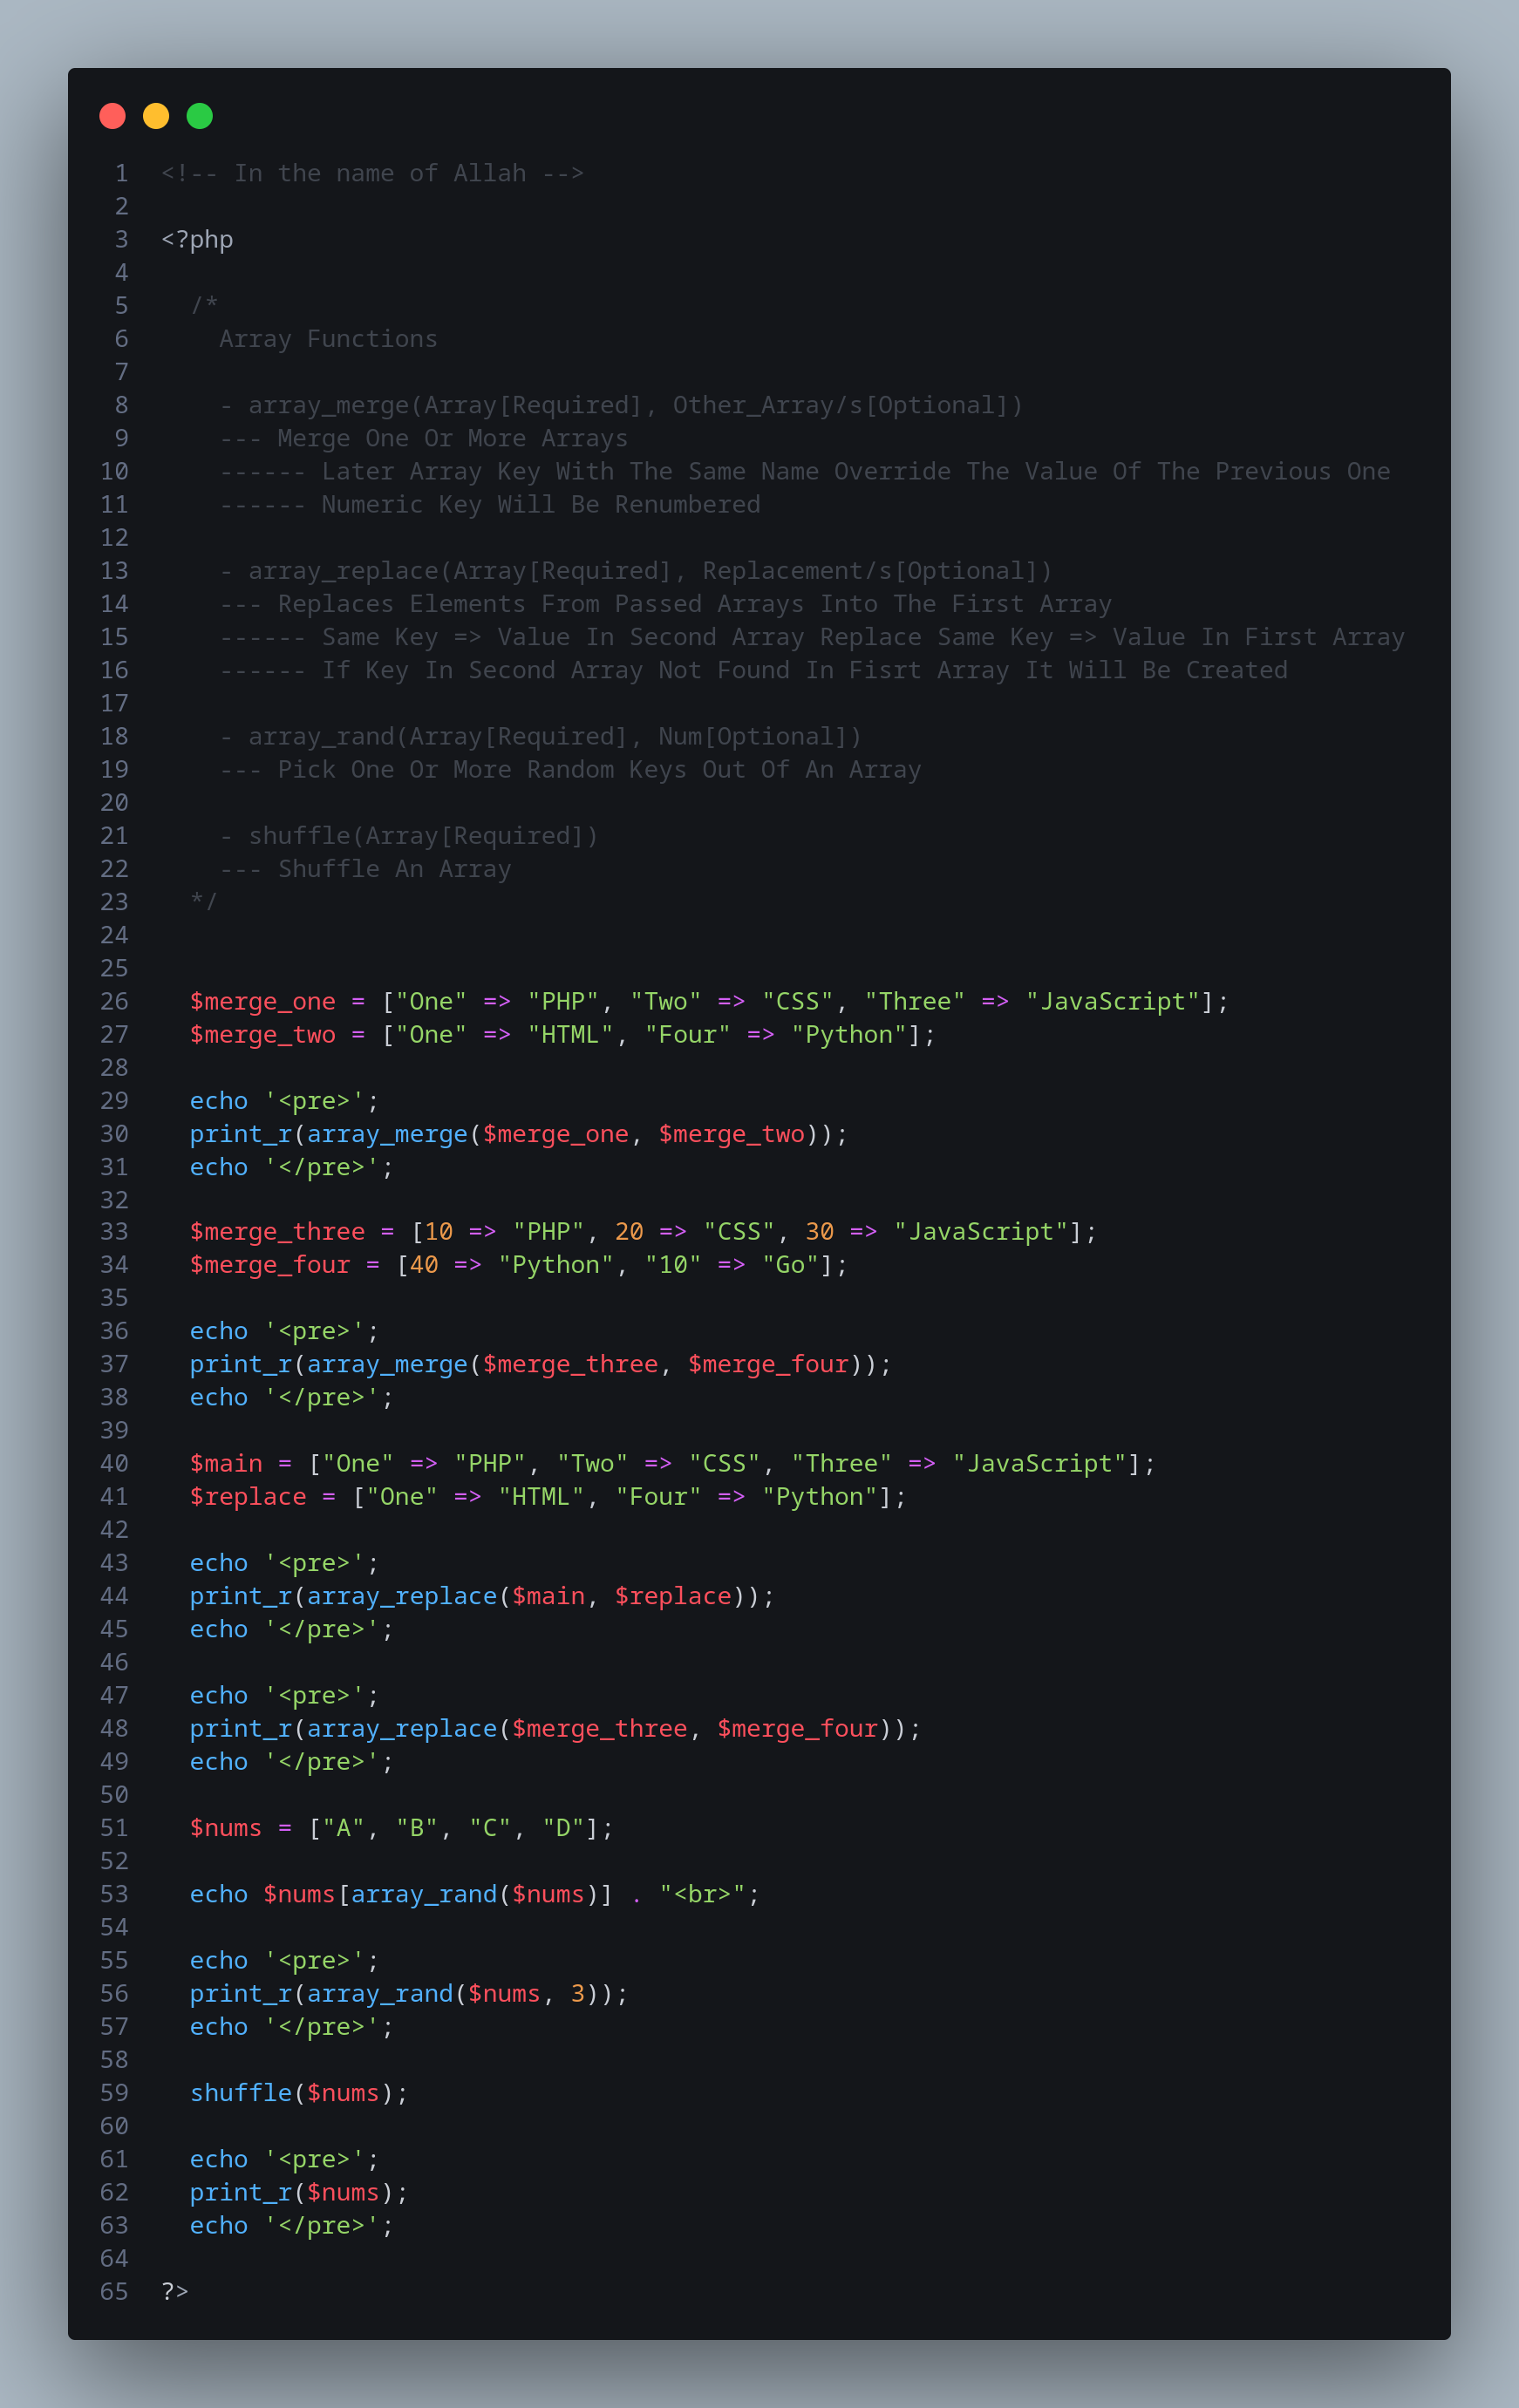 1 <!-- In the name of Allah -->
2
3 <?php
4
5   /*
6     Array Functions
7
8     - array_merge(Array[Required], Other_Array/s[Optional])
9     --- Merge One Or More Arrays
10     ------ Later Array Key With The Same Name Override The Value Of The Previous One
11     ------ Numeric Key Will Be Renumbered
12
13     - array_replace(Array[Required], Replacement/s[Optional])
14     --- Replaces Elements From Passed Arrays Into The First Array
15     ------ Same Key => Value In Second Array Replace Same Key => Value In First Array
16     ------ If Key In Second Array Not Found In Fisrt Array It Will Be Created
17
18     - array_rand(Array[Required], Num[Optional])
19     --- Pick One Or More Random Keys Out Of An Array
20
21     - shuffle(Array[Required])
22     --- Shuffle An Array
23   */
24
25
26   $merge_one = ["One" => "PHP", "Two" => "CSS", "Three" => "JavaScript"];
27   $merge_two = ["One" => "HTML", "Four" => "Python"];
28
29   echo '<pre>';
30   print_r(array_merge($merge_one, $merge_two));
31   echo '</pre>';
32
33   $merge_three = [10 => "PHP", 20 => "CSS", 30 => "JavaScript"];
34   $merge_four = [40 => "Python", "10" => "Go"];
35
36   echo '<pre>';
37   print_r(array_merge($merge_three, $merge_four));
38   echo '</pre>';
39
40   $main = ["One" => "PHP", "Two" => "CSS", "Three" => "JavaScript"];
41   $replace = ["One" => "HTML", "Four" => "Python"];
42
43   echo '<pre>';
44   print_r(array_replace($main, $replace));
45   echo '</pre>';
46
47   echo '<pre>';
48   print_r(array_replace($merge_three, $merge_four));
49   echo '</pre>';
50
51   $nums = ["A", "B", "C", "D"];
52
53   echo $nums[array_rand($nums)] . "<br>";
54
55   echo '<pre>';
56   print_r(array_rand($nums, 3));
57   echo '</pre>';
58
59   shuffle($nums);
60
61   echo '<pre>';
62   print_r($nums);
63   echo '</pre>';
64
65 ?>